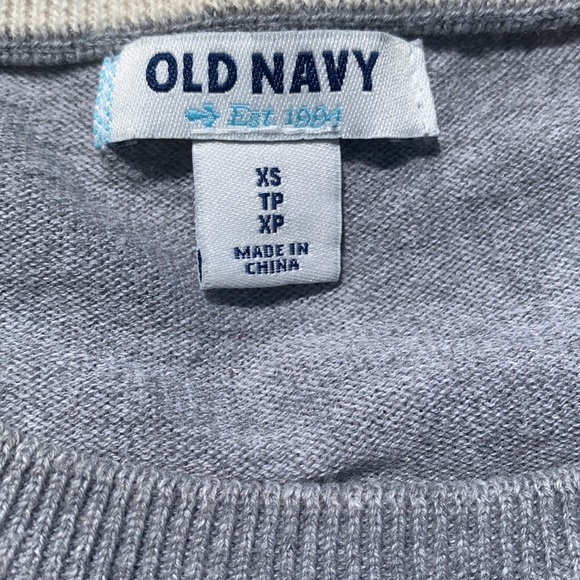 OLD NAVY
Est. 1994
XS
TP
XP
MADE IN
CHINA